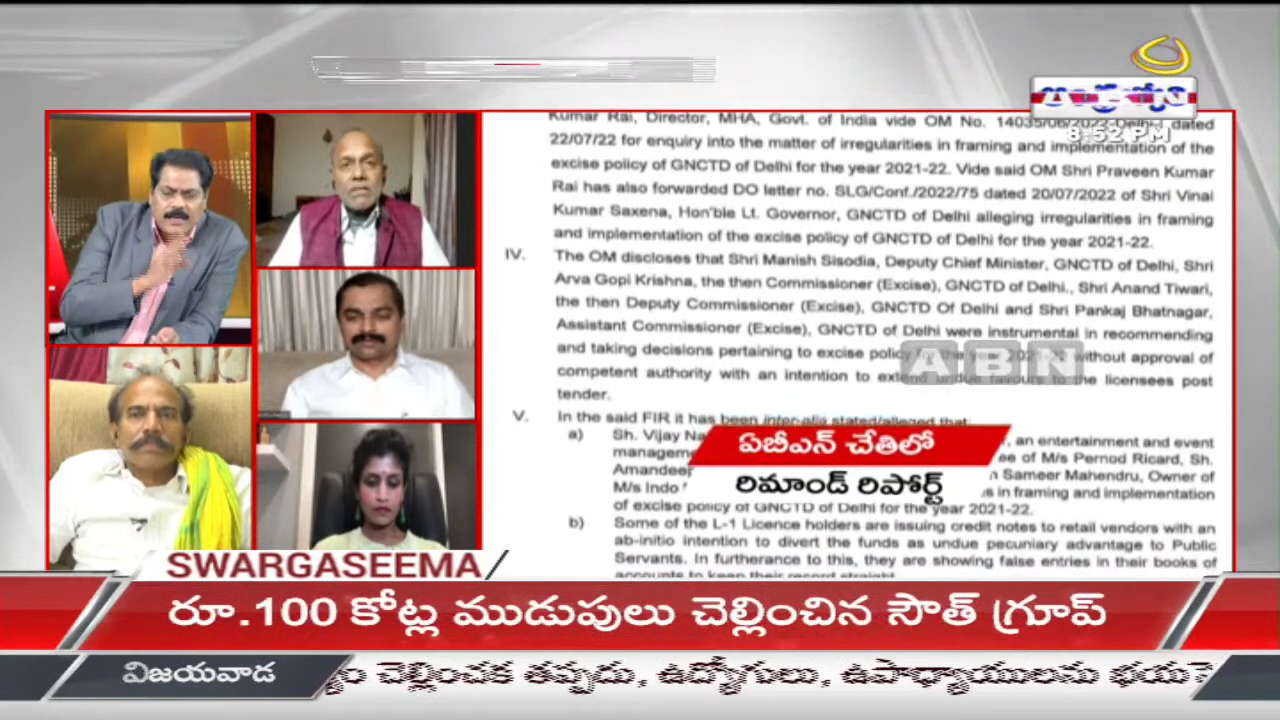 8:52 PM
Kumar Rai, Director, MHA, Govt. of India vide OM No. 14035/06/2022-Delhi-I dated
22/07/22 for enquiry into the matter of irregularities in framing and implementation of the
excise policy of GNCTD of Delhi for the year 2021-22. Vide said OM Shri Praveen Kumar
Rai has also forwarded DO letter no. SLG/Conf./2022/75 dated 20/07/2022 of Shri Vinai
Kumar Saxena, Hon'ble Lt. Governor, GNCTD of Delhi alleging irregularities in framing
and implementation of the excise policy of GNCTD of Delhi for the year 2021-22.
IV. The OM discloses that Shri Manish Sisodia, Deputy Chief Minister, GNCTD of Delhi, Shri
Arva Gopi Krishna, the then Commissioner (Excise), GNCTD of Delhi., Shri Anand Tiwari,
the then Deputy Commissioner (Excise), GNCTD Of Delhi and Shri Pankaj Bhatnagar,
Assistant Commissioner (Excise), GNCTD of Delhi were instrumental in recommending
and taking decisions pertaining to excise policy without approval of
ABN
competent authority with an intention to extend undue favours to the licensees post
tender.
V. In the said FIR it has been inter-alia stated/alleged that:
a) Sh. Vijay , an entertainment and event
of M/s Pernod Ricard, Sh.
Sameer Mahendru, Owner of
M/s Indo in framing and implementation
of excise policy of GNCTD of Delhi for the year 2021-22.
b) Some of the L-1 Licence holders are issuing credit notes to retail vendors with an
ab-initio intention to divert the funds as undue pecuniary advantage to Public
Servants. In furtherance to this, they are showing false entries in their books of
accounts to keep their record straight.
ఏబీఎన్ చేతిలో
రిమాండ్ రిపోర్ట్
SWARGASEEMA
రూ.100 కోట్ల ముడుపులు చెల్లించిన సౌత్ గ్రూప్
విజయవాడ
చెల్లించక తప్పదు, ఉద్యోగులు, ఉపాధ్యాయులను